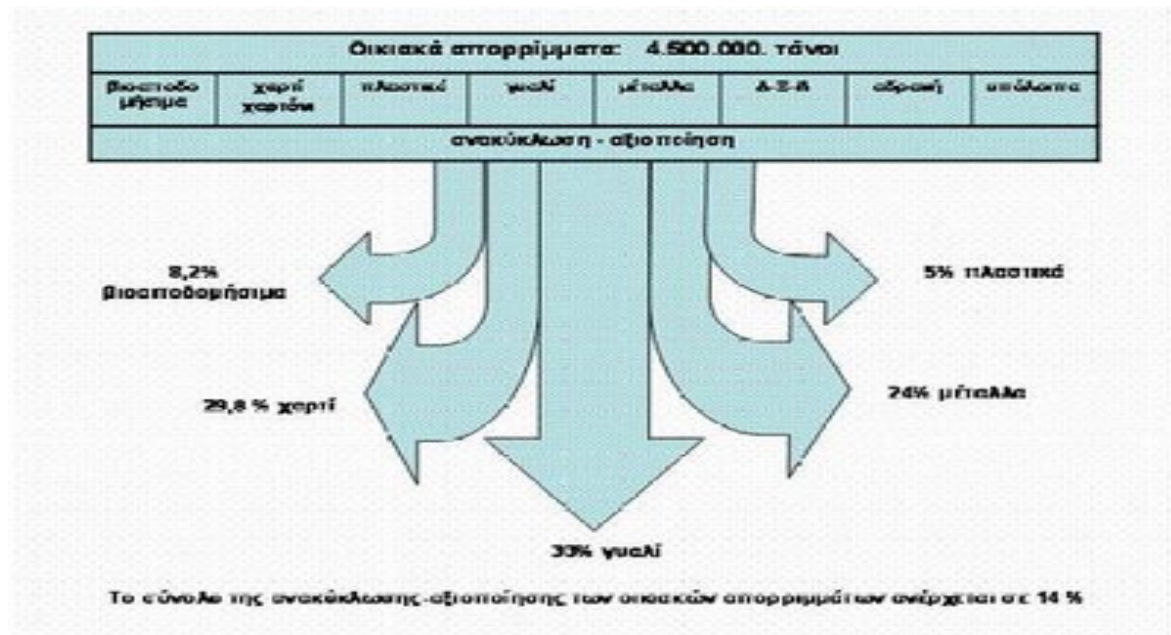 Οικιακά απορρίμματα: 4.500.000. τόνοι
βιοαποδο
μήσιμα
χαρτί
χαρτόνι
πλαστικό
γυαλί
μέταλλα
Δ-Ξ-Λ
αδρανή
υπόλοιπα
ανακύκλωση - αξιοποίηση
8,2%
βιοαποδομήσιμα
5% πλαστικά
29,8 % χαρτί
24% μέταλλα
33% γυαλί
Το σύνολο της ανακύκλωσης-αξιοποίησης των οικιακών απορριμμάτων ανέρχεται σε 14 %